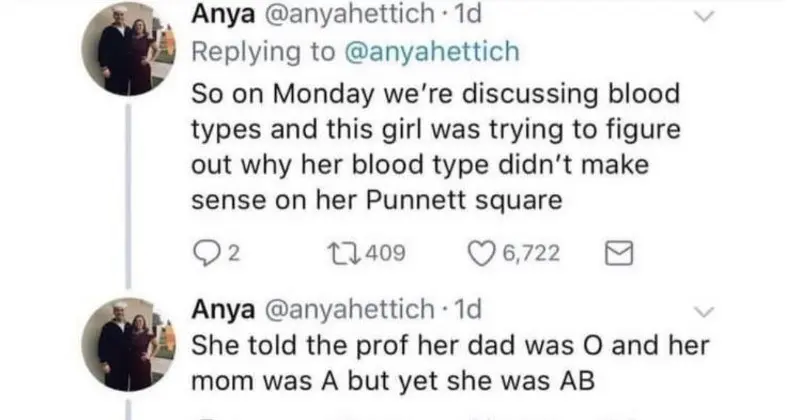 Anya @anyahettich · 1d
Replying to @anyahettich
So on Monday we're discussing blood
types and this girl was trying to figure
out why her blood type didn't make
sense on her Punnett square
2 409 6,722
Anya @anyahettich · 1d
She told the prof her dad was O and her
mom was A but yet she was AB